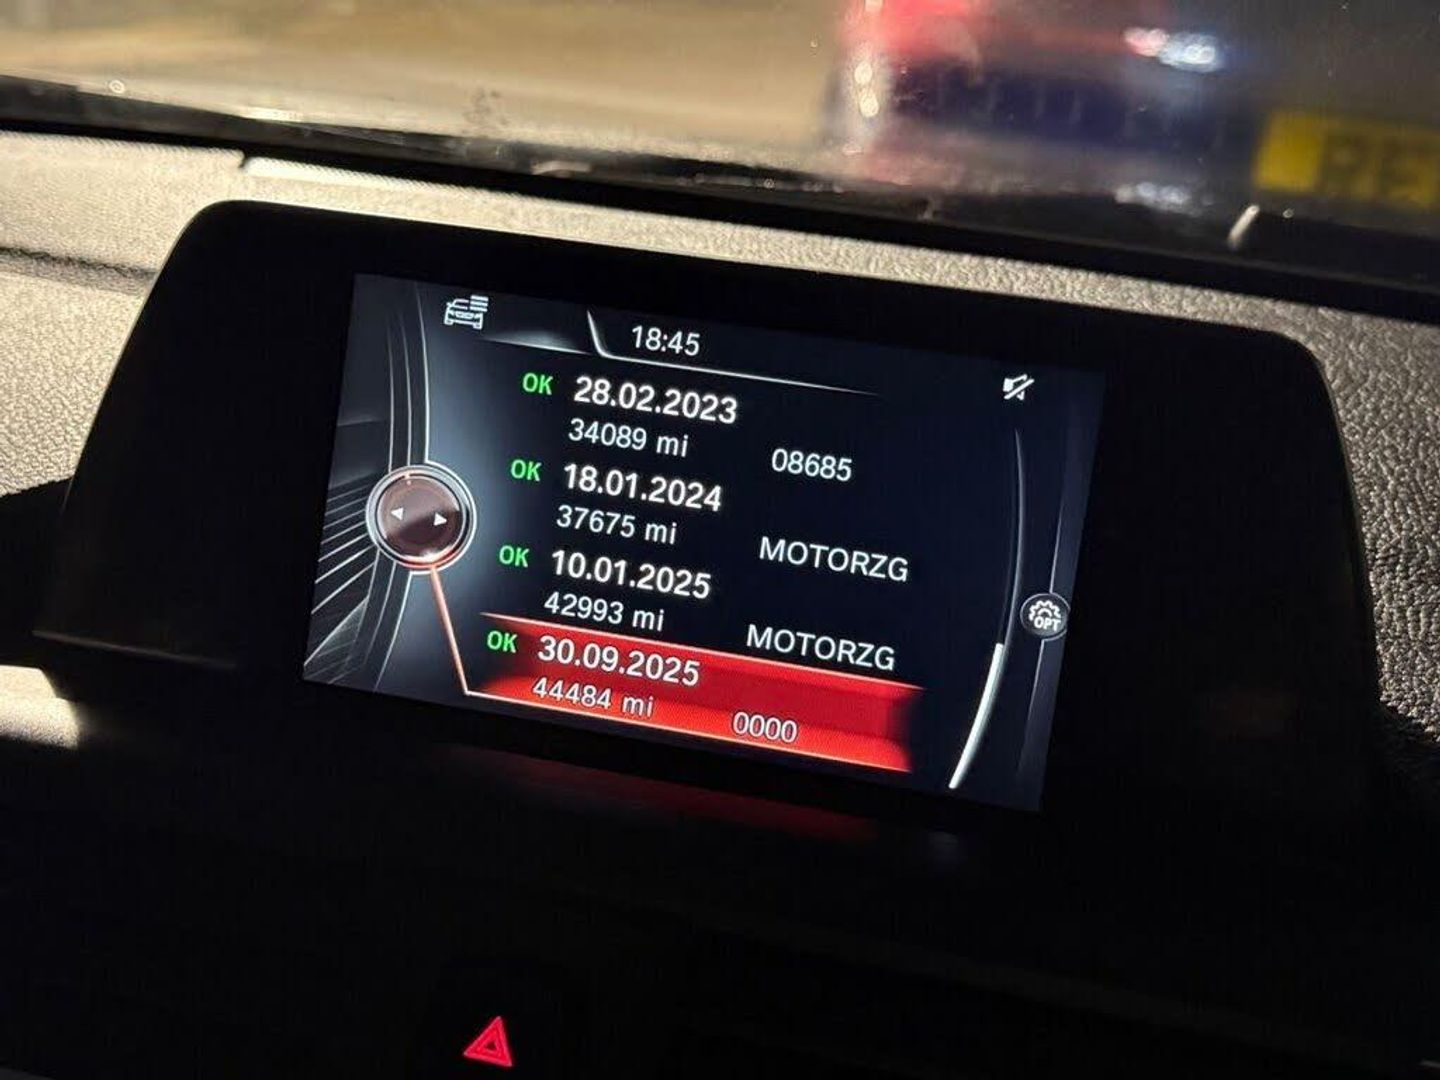 18:45
OK 28.02.2023
34089 mi 08685
OK 18.01.2024
37675 mi MOTORZG
OK 10.01.2025
42993 mi MOTORZG
OK 30.09.2025
44484 mi 0000
OPT